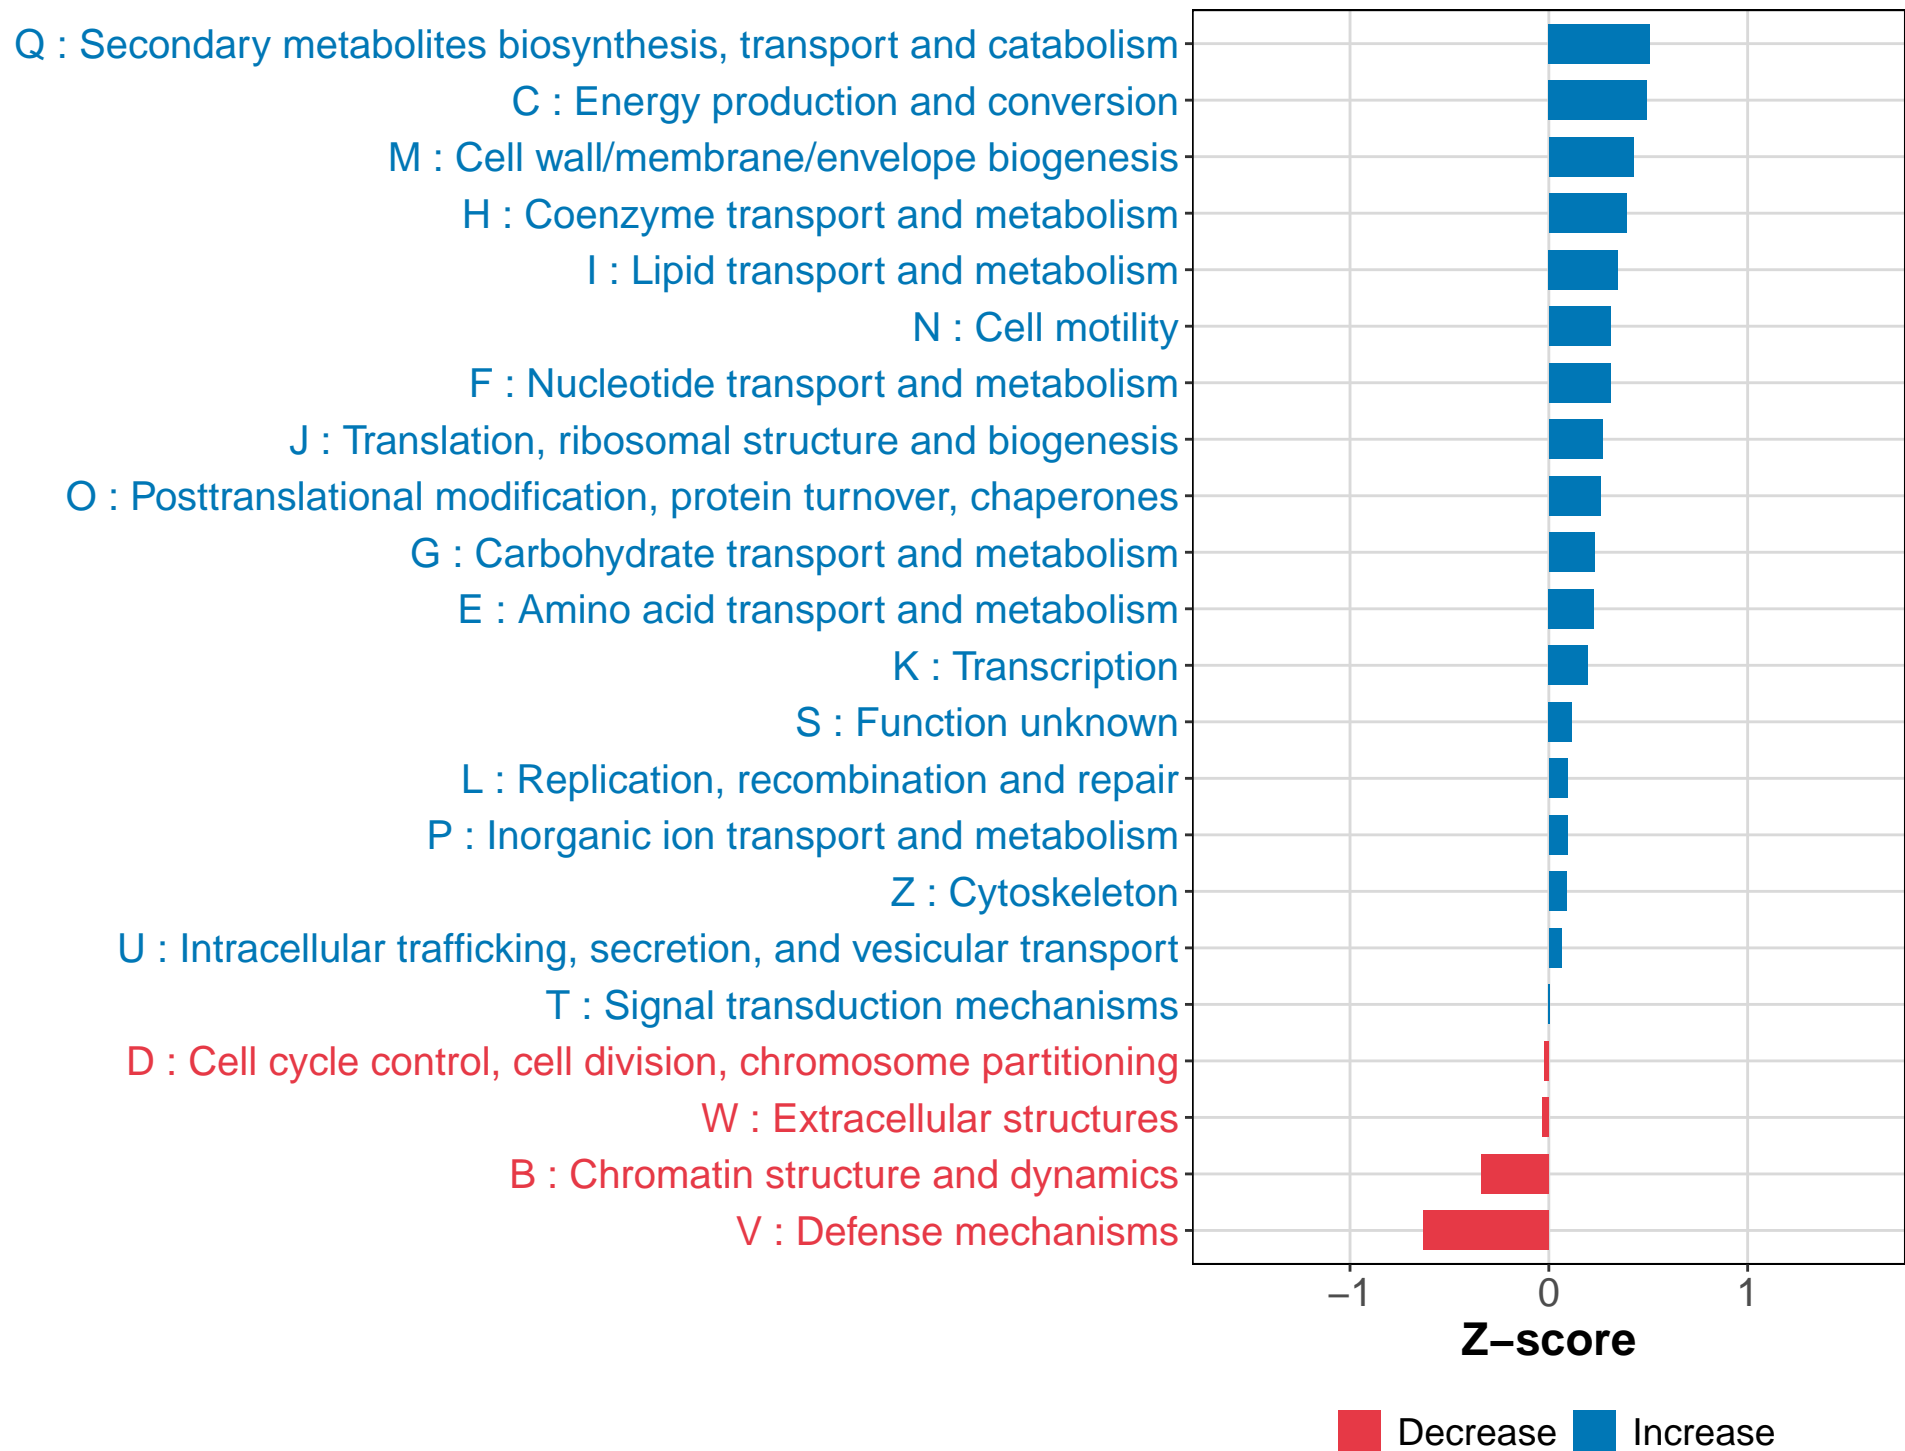 Q : Secondary metabolites biosynthesis, transport and catabolism
C : Energy production and conversion
M : Cell wall/membrane/envelope biogenesis
H : Coenzyme transport and metabolism
I : Lipid transport and metabolism
N : Cell motility
F : Nucleotide transport and metabolism
J : Translation, ribosomal structure and biogenesis
O : Posttranslational modification, protein turnover, chaperones
G : Carbohydrate transport and metabolism
E : Amino acid transport and metabolism
K : Transcription
S : Function unknown
L : Replication, recombination and repair
P : Inorganic ion transport and metabolism
Z : Cytoskeleton
U : Intracellular trafficking, secretion, and vesicular transport
T : Signal transduction mechanisms
D : Cell cycle control, cell division, chromosome partitioning
W : Extracellular structures
B : Chromatin structure and dynamics
V : Defense mechanisms
−1 0 1
Z−score
Decrease Increase